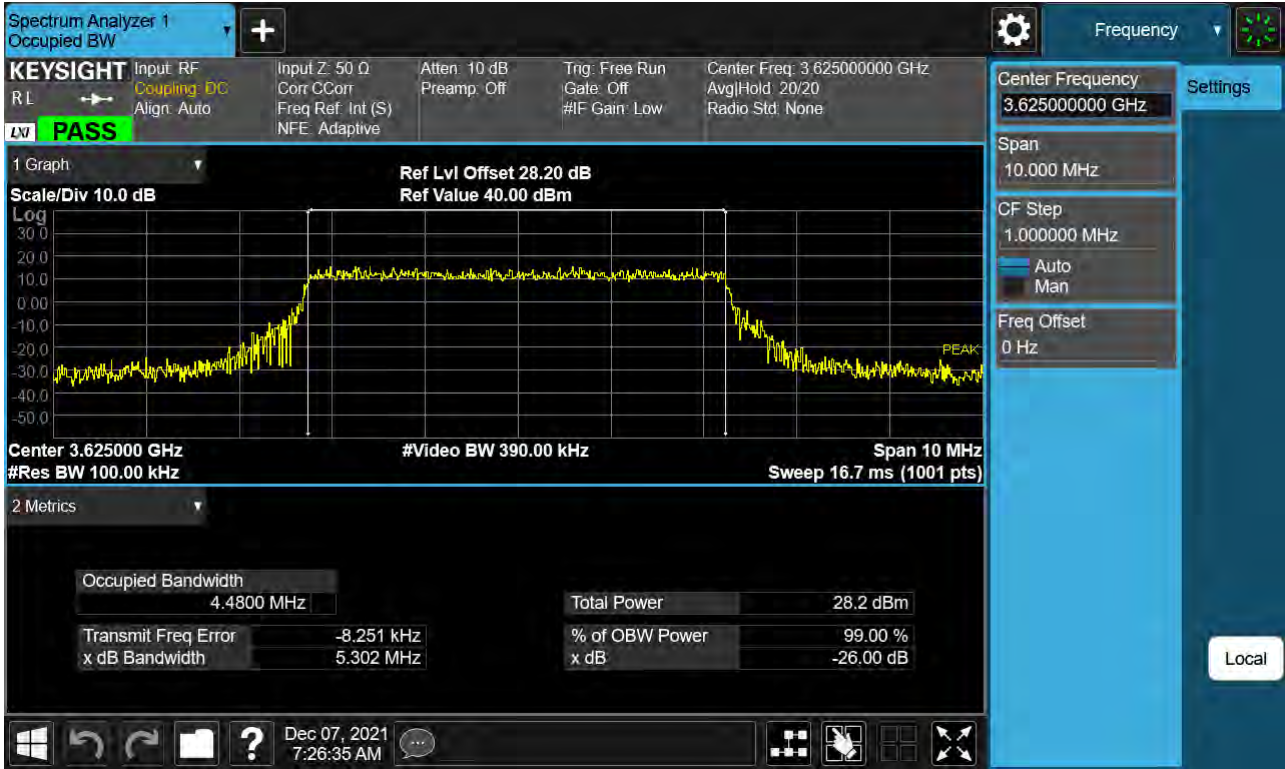 Spectrum Analyzer 1
Occupied BW
Frequency
KEYSIGHT
RL
LXI
PASS
Input: RF
Coupling: DC
Align: Auto
Input Z: 50 Ω
Corr CCorr
Freq Ref: Int (S)
NFE: Adaptive
Atten: 10 dB
Preamp: Off
Trig: Free Run
Gate: Off
#IF Gain: Low
Center Freq: 3.625000000 GHz
Avg|Hold: 20/20
Radio Std: None
Center Frequency
3.625000000 GHz
Settings
Span
10.000 MHz
CF Step
1.000000 MHz
Auto
Man
Freq Offset
0 Hz
1 Graph
Scale/Div 10.0 dB
Ref Lvl Offset 28.20 dB
Ref Value 40.00 dBm
Log
30.0
20.0
10.0
0.00
-10.0
-20.0
-30.0
-40.0
-50.0
PEAK
Center 3.625000 GHz
#Video BW 390.00 kHz
Span 10 MHz
#Res BW 100.00 kHz
Sweep 16.7 ms (1001 pts)
2 Metrics
Occupied Bandwidth
4.4800 MHz
Total Power 28.2 dBm
Transmit Freq Error -8.251 kHz
% of OBW Power 99.00 %
x dB Bandwidth 5.302 MHz
x dB -26.00 dB
Local
?
Dec 07, 2021
7:26:35 AM